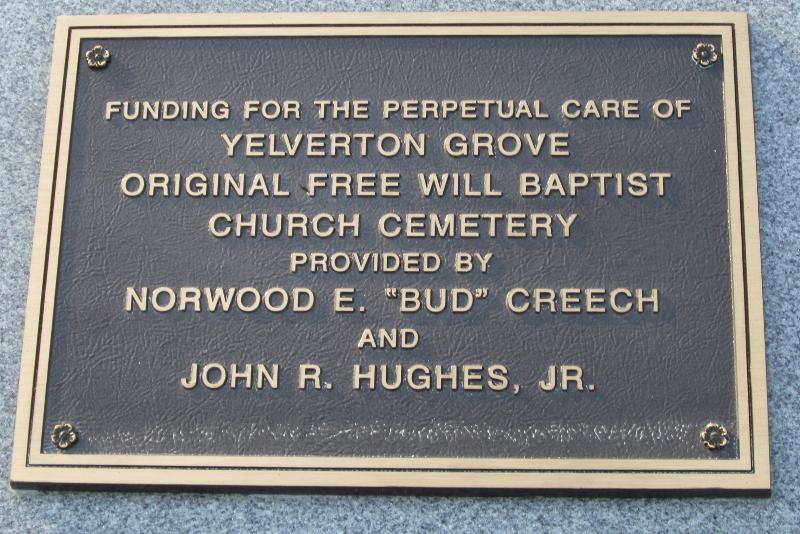 FUNDING FOR THE PERPETUAL CARE OF
YELVERTON GROVE
ORIGINAL FREE WILL BAPTIST
CHURCH CEMETERY
PROVIDED BY
NORWOOD E. "BUD" CREECH
AND
JOHN R. HUGHES, JR.